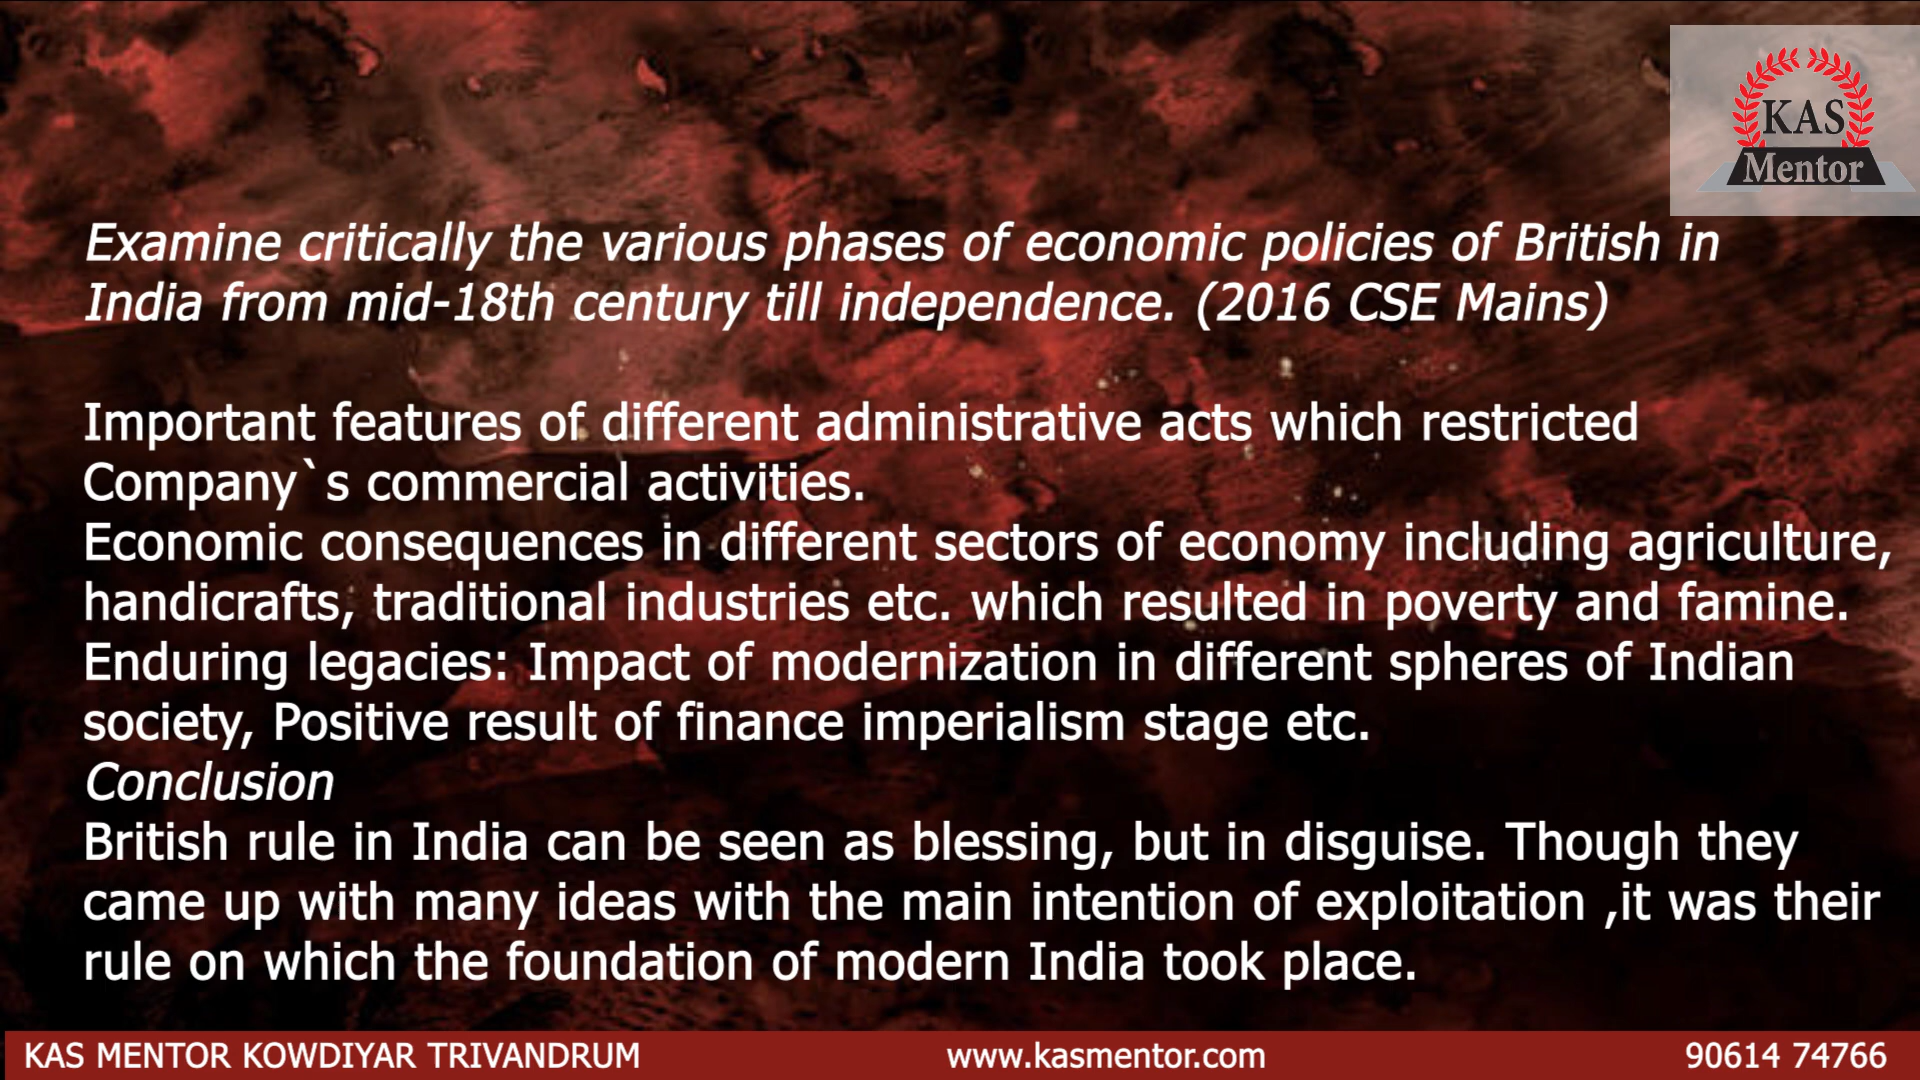 KAS
Mentor
Examine critically the various phases of economic policies of British in
India from mid-18th century till independence. (2016 CSE Mains)
Important features of different administrative acts which restricted
Company`s commercial activities.
Economic consequences in different sectors of economy including agriculture,
handicrafts, traditional industries etc. which resulted in poverty and famine.
Enduring legacies: Impact of modernization in different spheres of Indian
society, Positive result of finance imperialism stage etc.
Conclusion
British rule in India can be seen as blessing, but in disguise. Though they
came up with many ideas with the main intention of exploitation ,it was their
rule on which the foundation of modern India took place.
KAS MENTOR KOWDIYAR TRIVANDRUM www.kasmentor.com 90614 74766